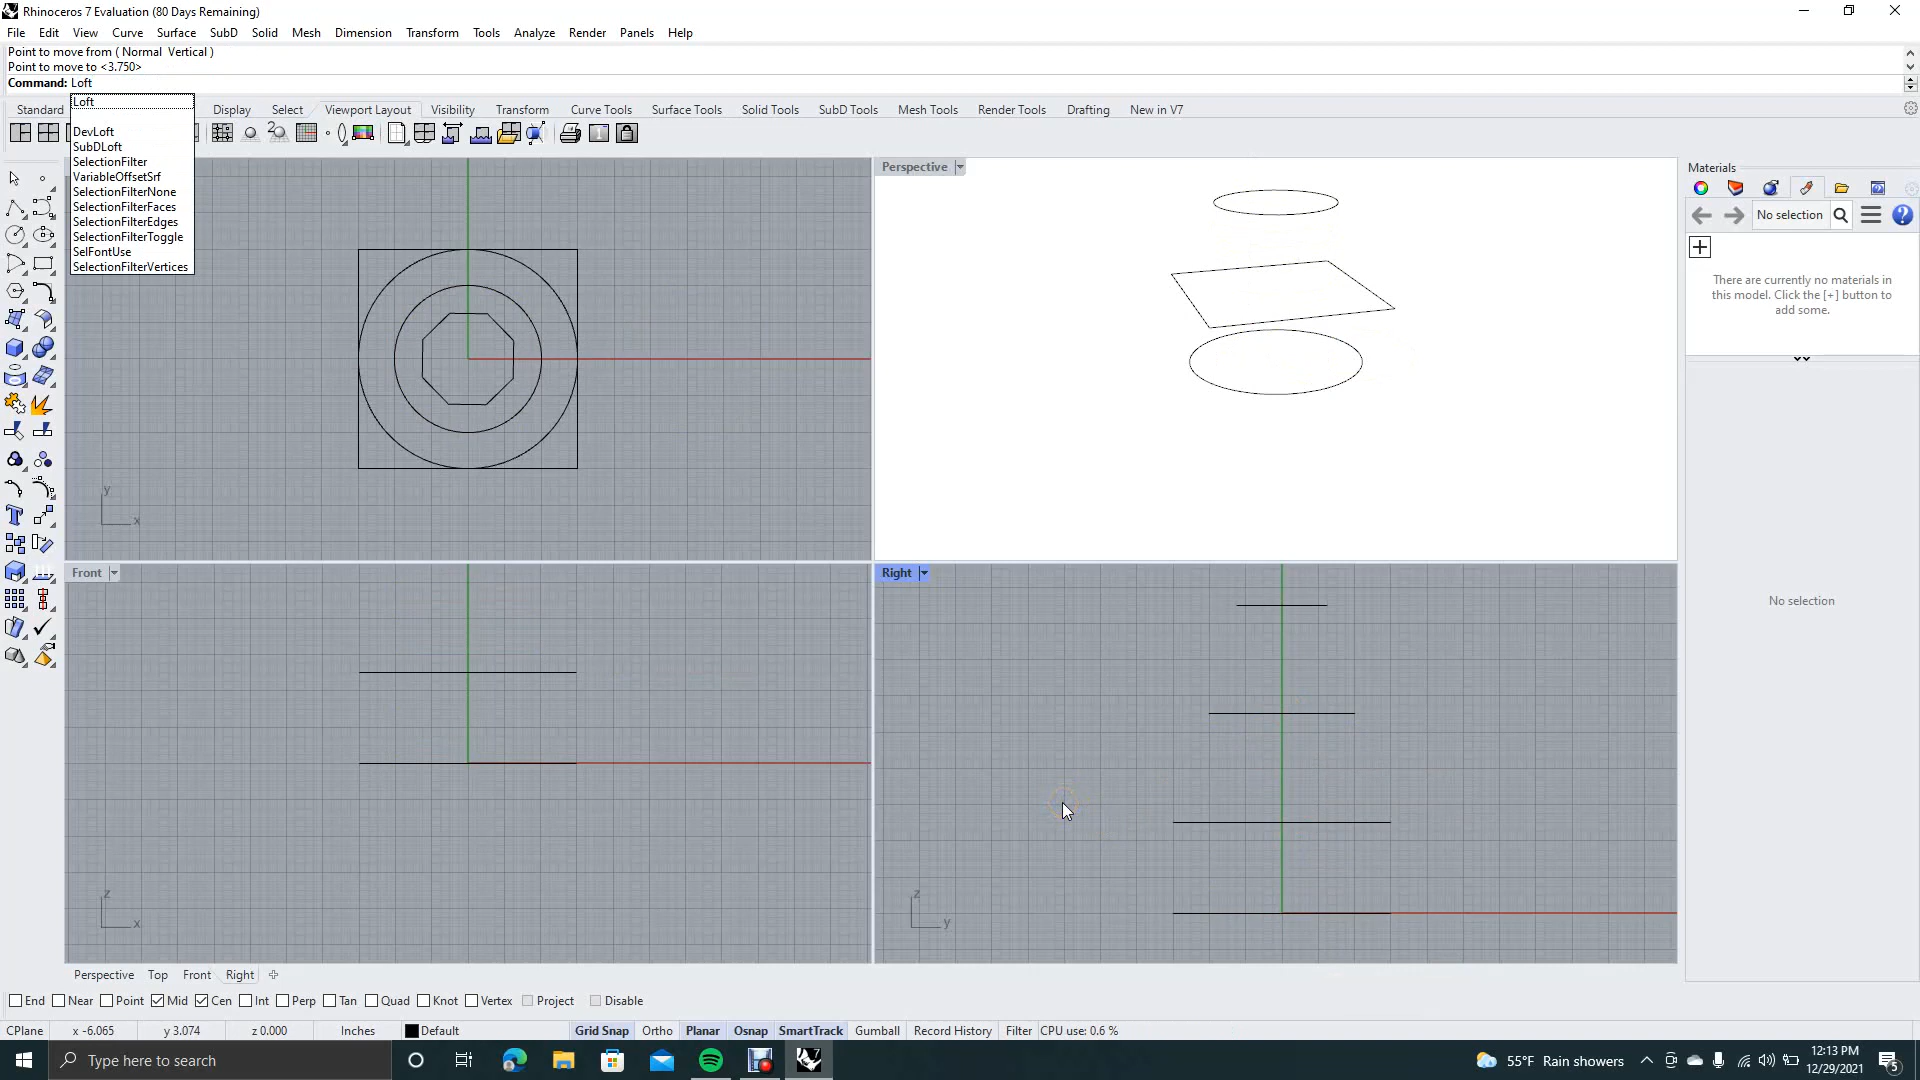 Rhinoceros 7 Evaluation (80 Days Remaining)
File Edit View Curve Surface SubD Solid Mesh Dimension Transform Tools Analyze Render Panels Help
Point to move from ( Normal Vertical )
Point to move to <3.750>
Command: Loft
Loft
DevLoft
SubDLoft
SelectionFilter
VariableOffsetSrf
SelectionFilterNone
SelectionFilterFaces
SelectionFilterEdges
SelectionFilterToggle
SelFontUse
SelectionFilterVertices
Standard Display Select Viewport Layout Visibility Transform Curve Tools Surface Tools Solid Tools SubD Tools Mesh Tools Render Tools Drafting New in V7
Perspective
y
x
Front
z
x
Right
z
y
Materials
No selection
There are currently no materials in
this model. Click the [+] button to
add some.
No selection
Perspective Top Front Right
End Near Point Mid Cen Int Perp Tan Quad Knot Vertex Project Disable
CPlane x -6.065 y 3.074 z 0.000 Inches Default Grid Snap Ortho Planar Osnap SmartTrack Gumball Record History Filter CPU use: 0.6 %
Type here to search
55°F Rain showers
12:13 PM
12/29/2021
5